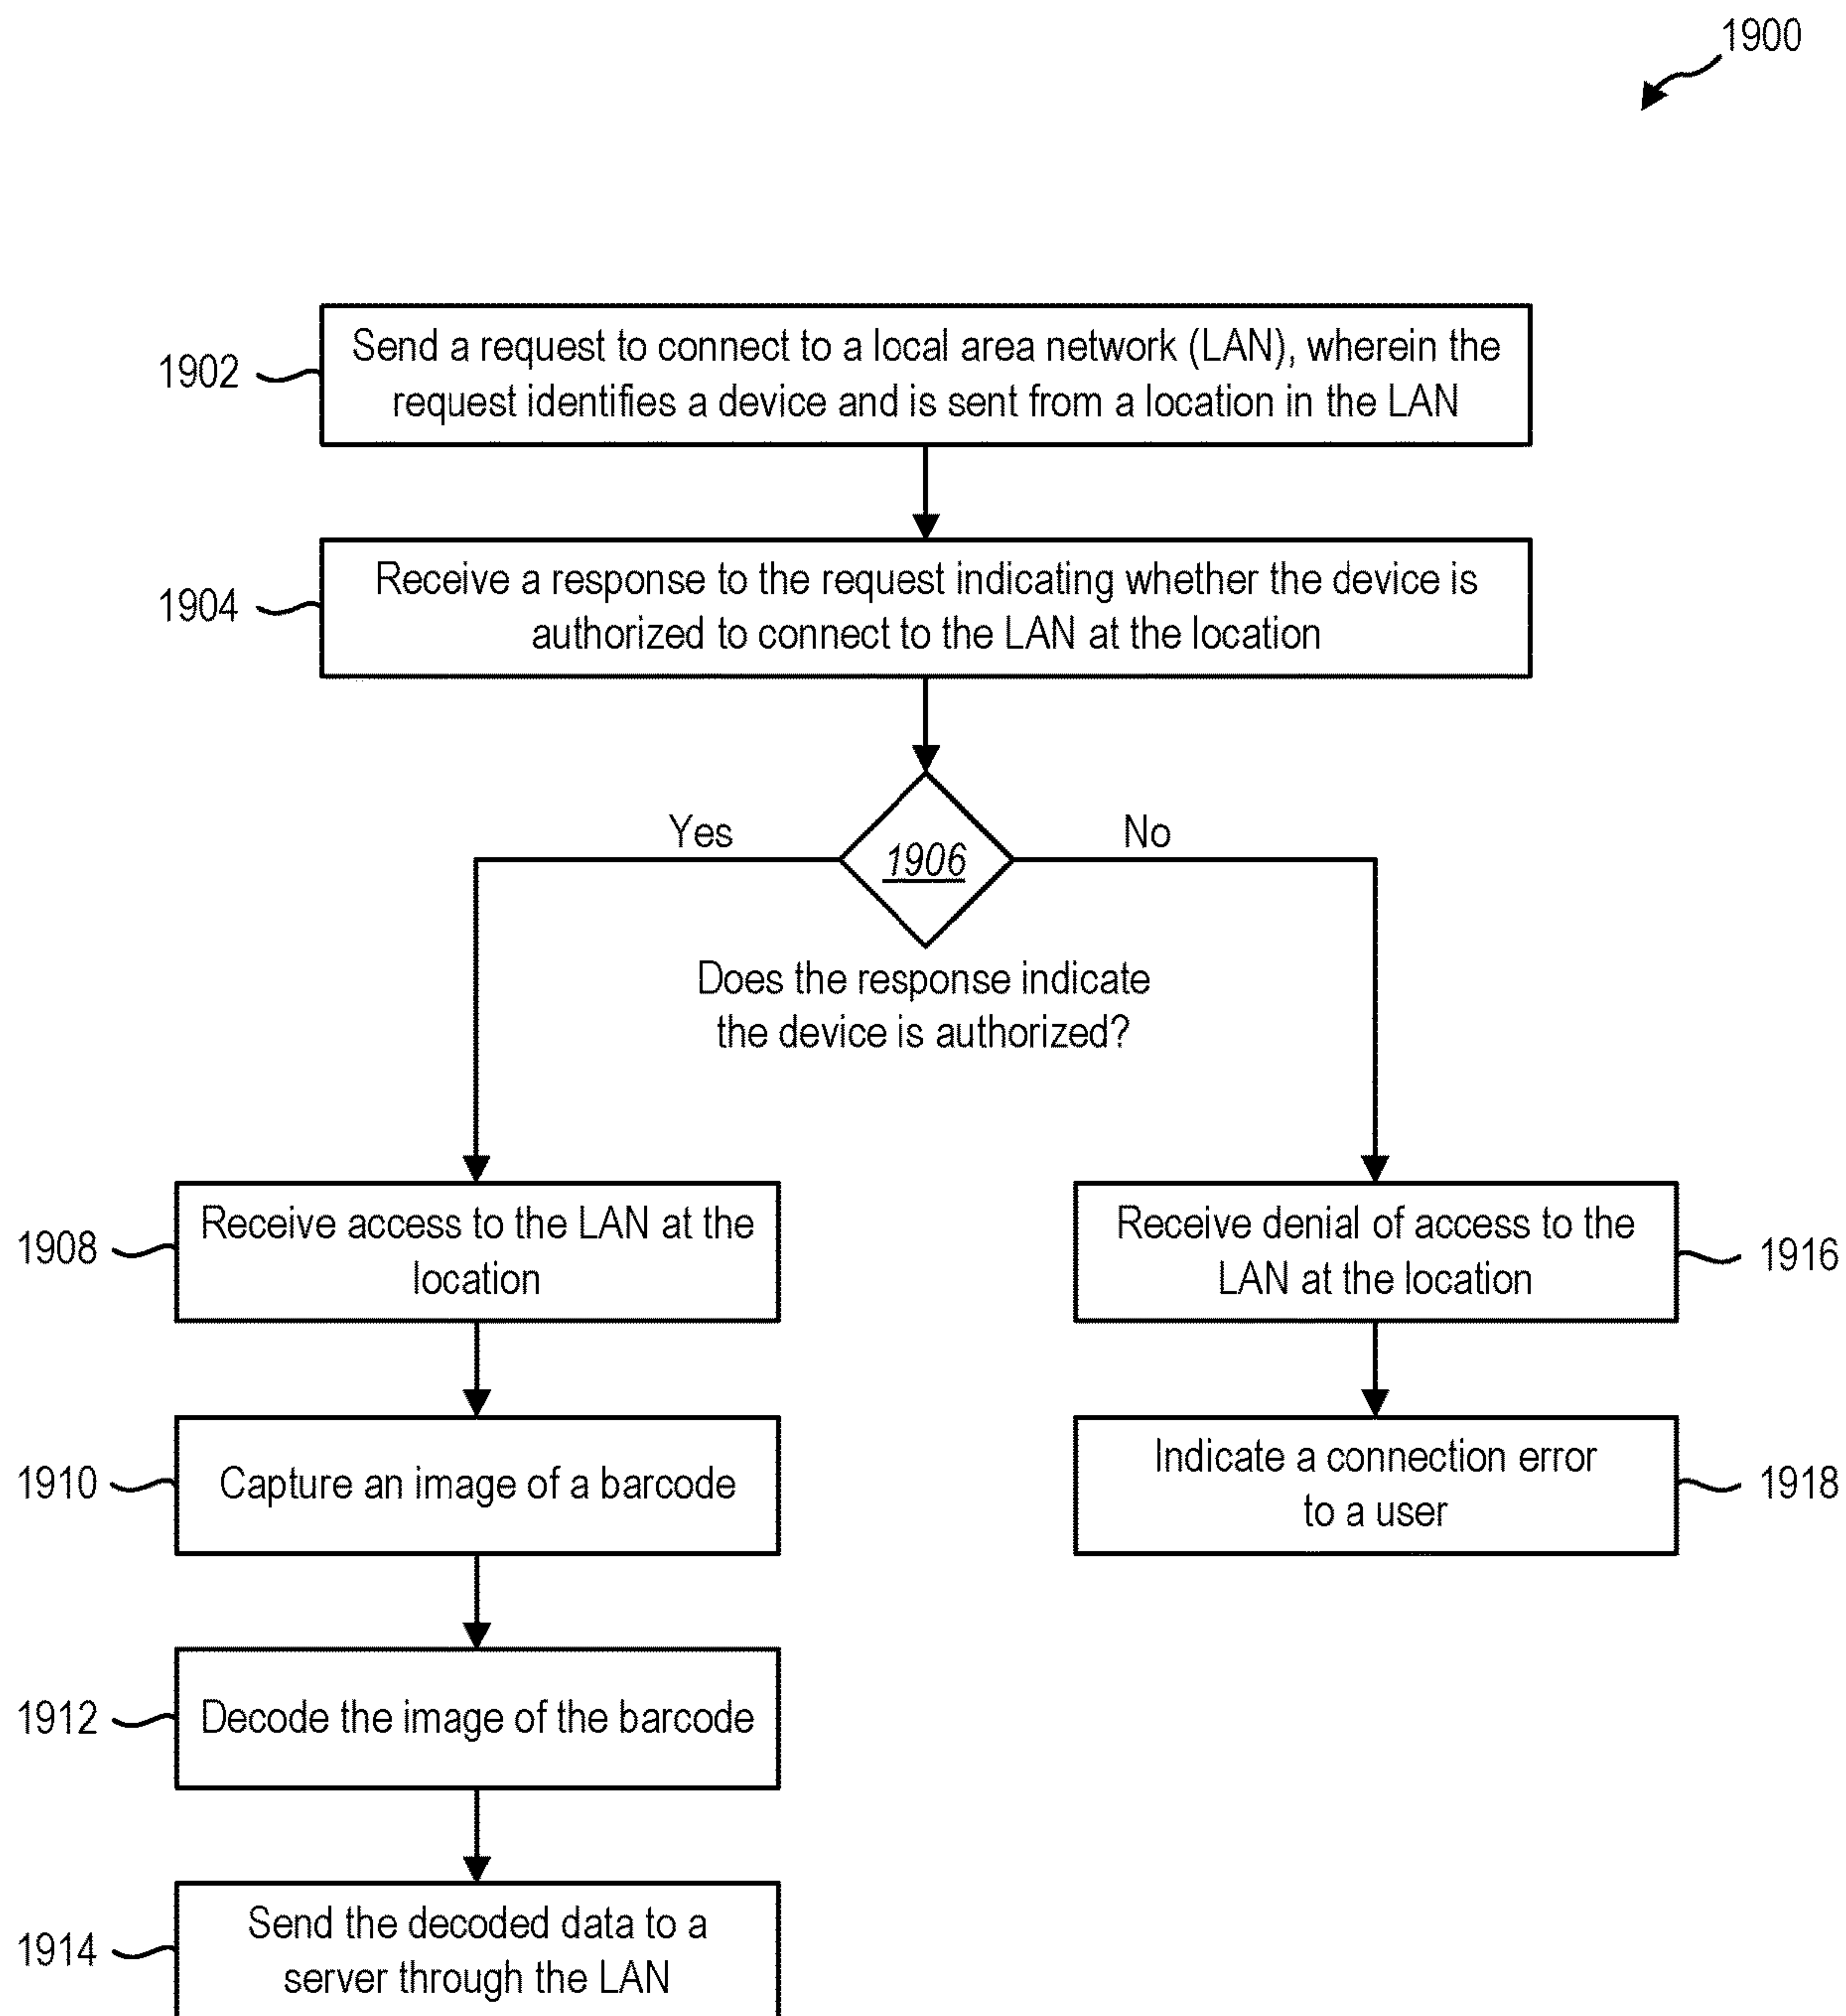 1900
1902
Send a request to connect to a local area network (LAN), wherein the
request identifies a device and is sent from a location in the LAN
1904
Receive a response to the request indicating whether the device is
authorized to connect to the LAN at the location
Yes
1906
No
Does the response indicate
the device is authorized?
1908
Receive access to the LAN at the
location
Receive denial of access to the
LAN at the location
1916
1910
Capture an image of a barcode
Indicate a connection error
to a user
1918
1912
Decode the image of the barcode
1914
Send the decoded data to a
server through the LAN